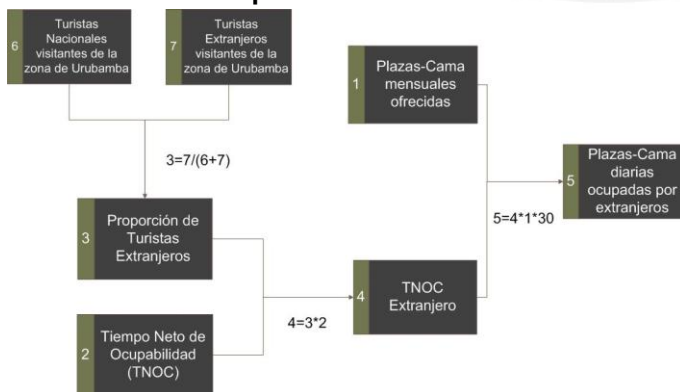 6
Turistas
Nacionales
visitantes de la
zona de Urubamba
7
Turistas
Extranjeros
visitantes de la
zona de Urubamba
3=7/(6+7)
1
Plazas-Cama
mensuales
ofrecidas
5
Plazas-Cama
diarias
ocupadas por
extranjeros
5=4*1*30
3
Proporción de
Turistas
Extranjeros
4
TNOC
Extranjero
4=3*2
2
Tiempo Neto de
Ocupabilidad
(TNOC)